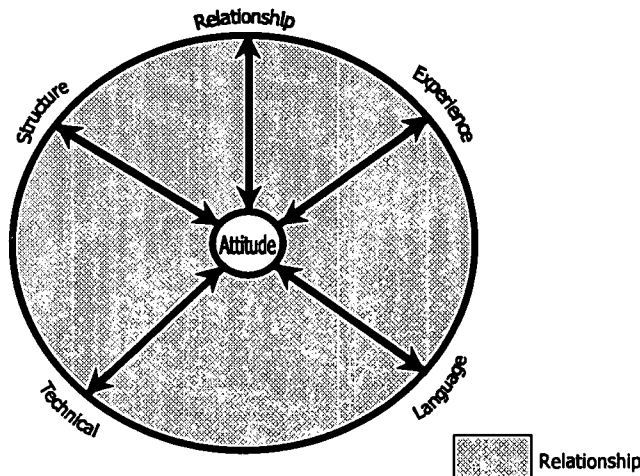 Relationship
Structure
Experience
Attitude
Technical
Language
Relationship